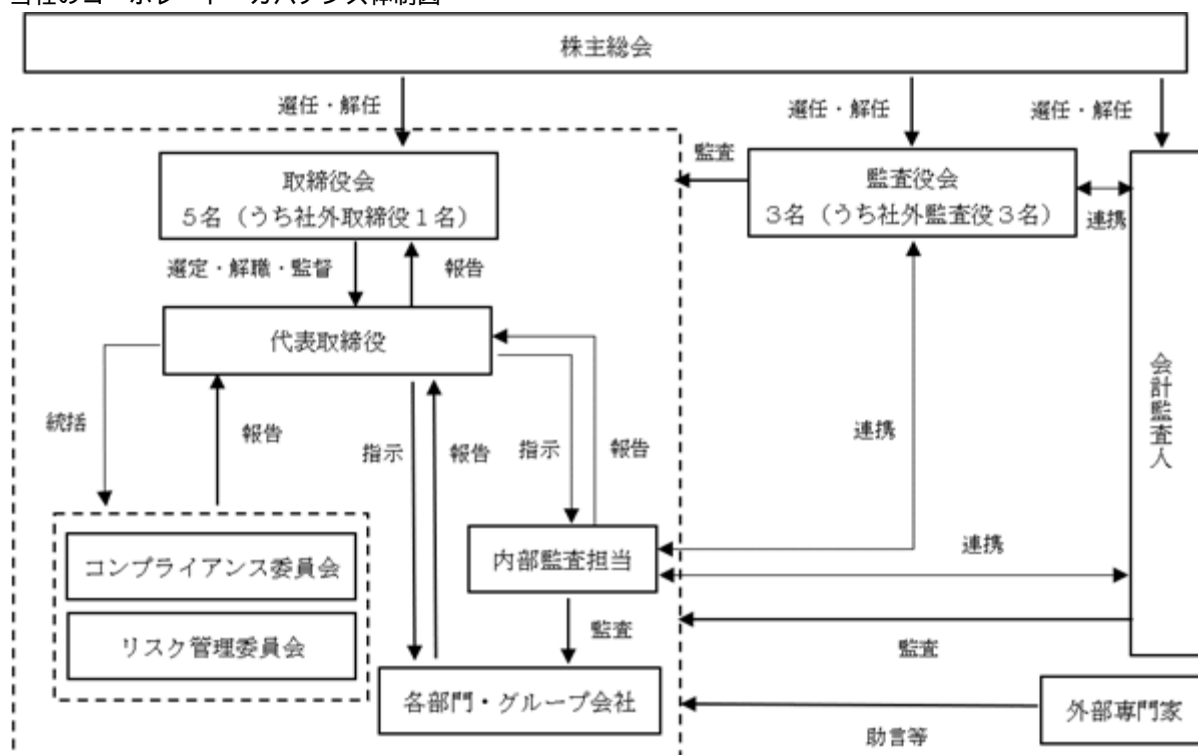 当社のコーポレート・ガバナンス体制図
株主総会
選任・解任
選任・解任
選任・解任
取締役会
5名（うち社外取締役1名）
監査
監査役会
3名（うち社外監査役3名）
連携
選定・解職・監督
報告
代表取締役
会計監査人
統括
報告
指示
報告
指示
報告
連携
コンプライアンス委員会
リスク管理委員会
内部監査担当
連携
監査
監査
各部門・グループ会社
外部専門家
助言等